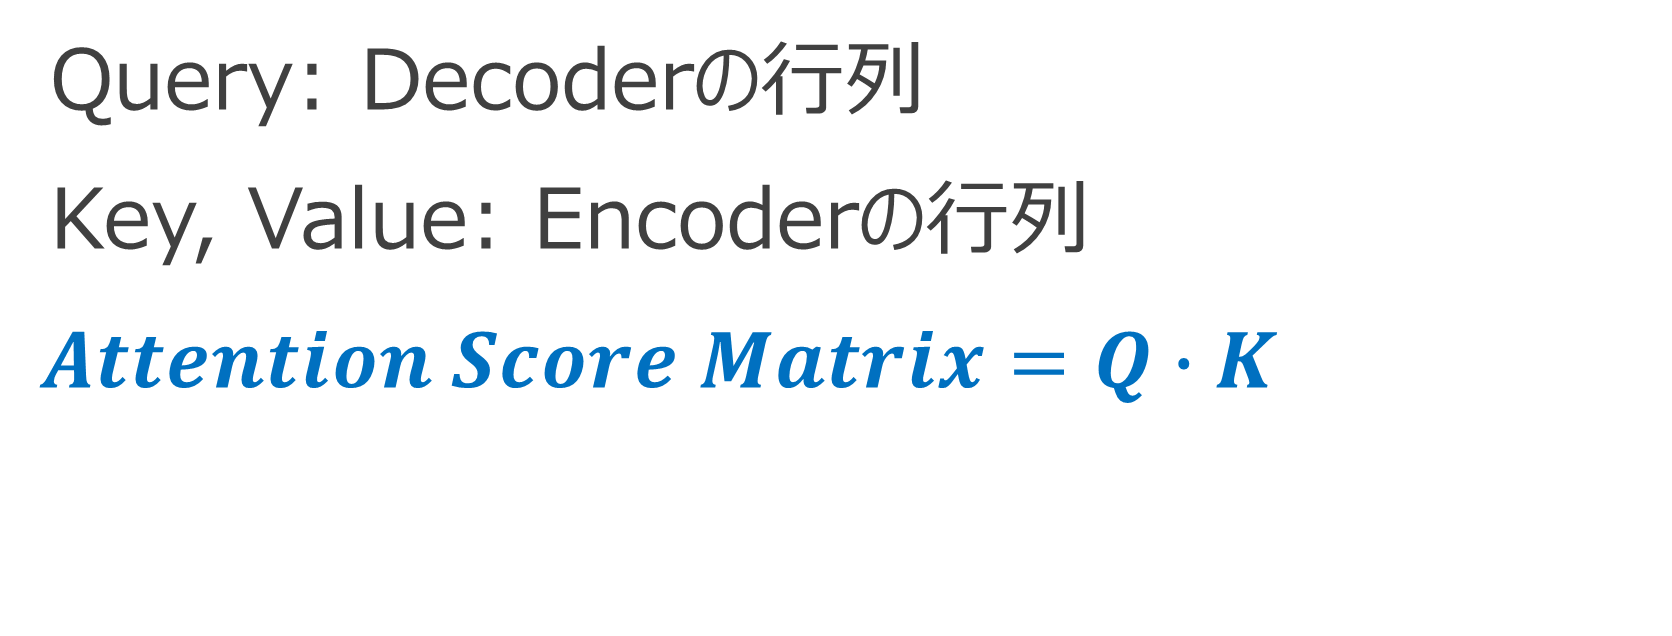 Query: Decoderの行列
Key, Value: Encoderの行列
Attention Score Matrix = Q · K